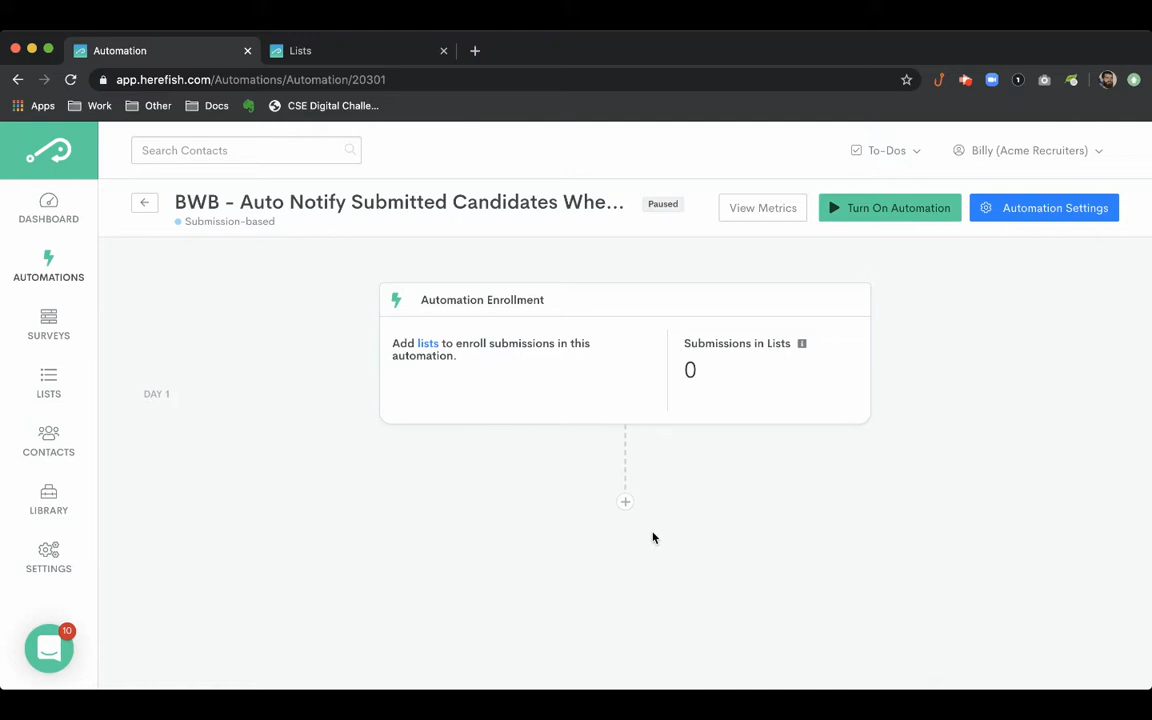 Automation
Lists
app.herefish.com/Automations/Automation/20301
Apps
Work
Other
Docs
CSE Digital Challe...
Search Contacts
To-Dos
Billy (Acme Recruiters)
DASHBOARD
AUTOMATIONS
SURVEYS
LISTS
CONTACTS
LIBRARY
SETTINGS
10
BWB - Auto Notify Submitted Candidates Whe...
Paused
Submission-based
View Metrics
Turn On Automation
Automation Settings
Automation Enrollment
Add lists to enroll submissions in this
automation.
Submissions in Lists
0
DAY 1